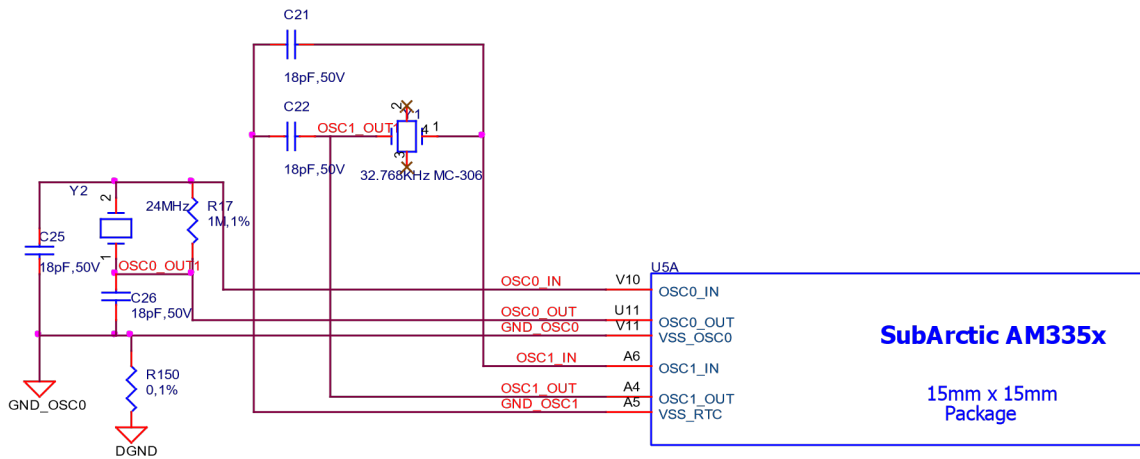 C21
18pF,50V
C22
OSC1_OUT1
2
1
4
1
3
18pF,50V
32.768KHz MC-306
Y2
2
24MHz
R17
1M,1%
C25
18pF,50V
1
OSC0_OUT1
C26
18pF,50V
R150
0,1%
GND_OSC0
DGND
U5A
OSC0_IN
V10
OSC0_IN
OSC0_OUT
U11
OSC0_OUT
GND_OSC0
V11
VSS_OSC0
OSC1_IN
A6
OSC1_IN
OSC1_OUT
A4
OSC1_OUT
GND_OSC1
A5
VSS_RTC
SubArctic AM335x
15mm x 15mm
Package